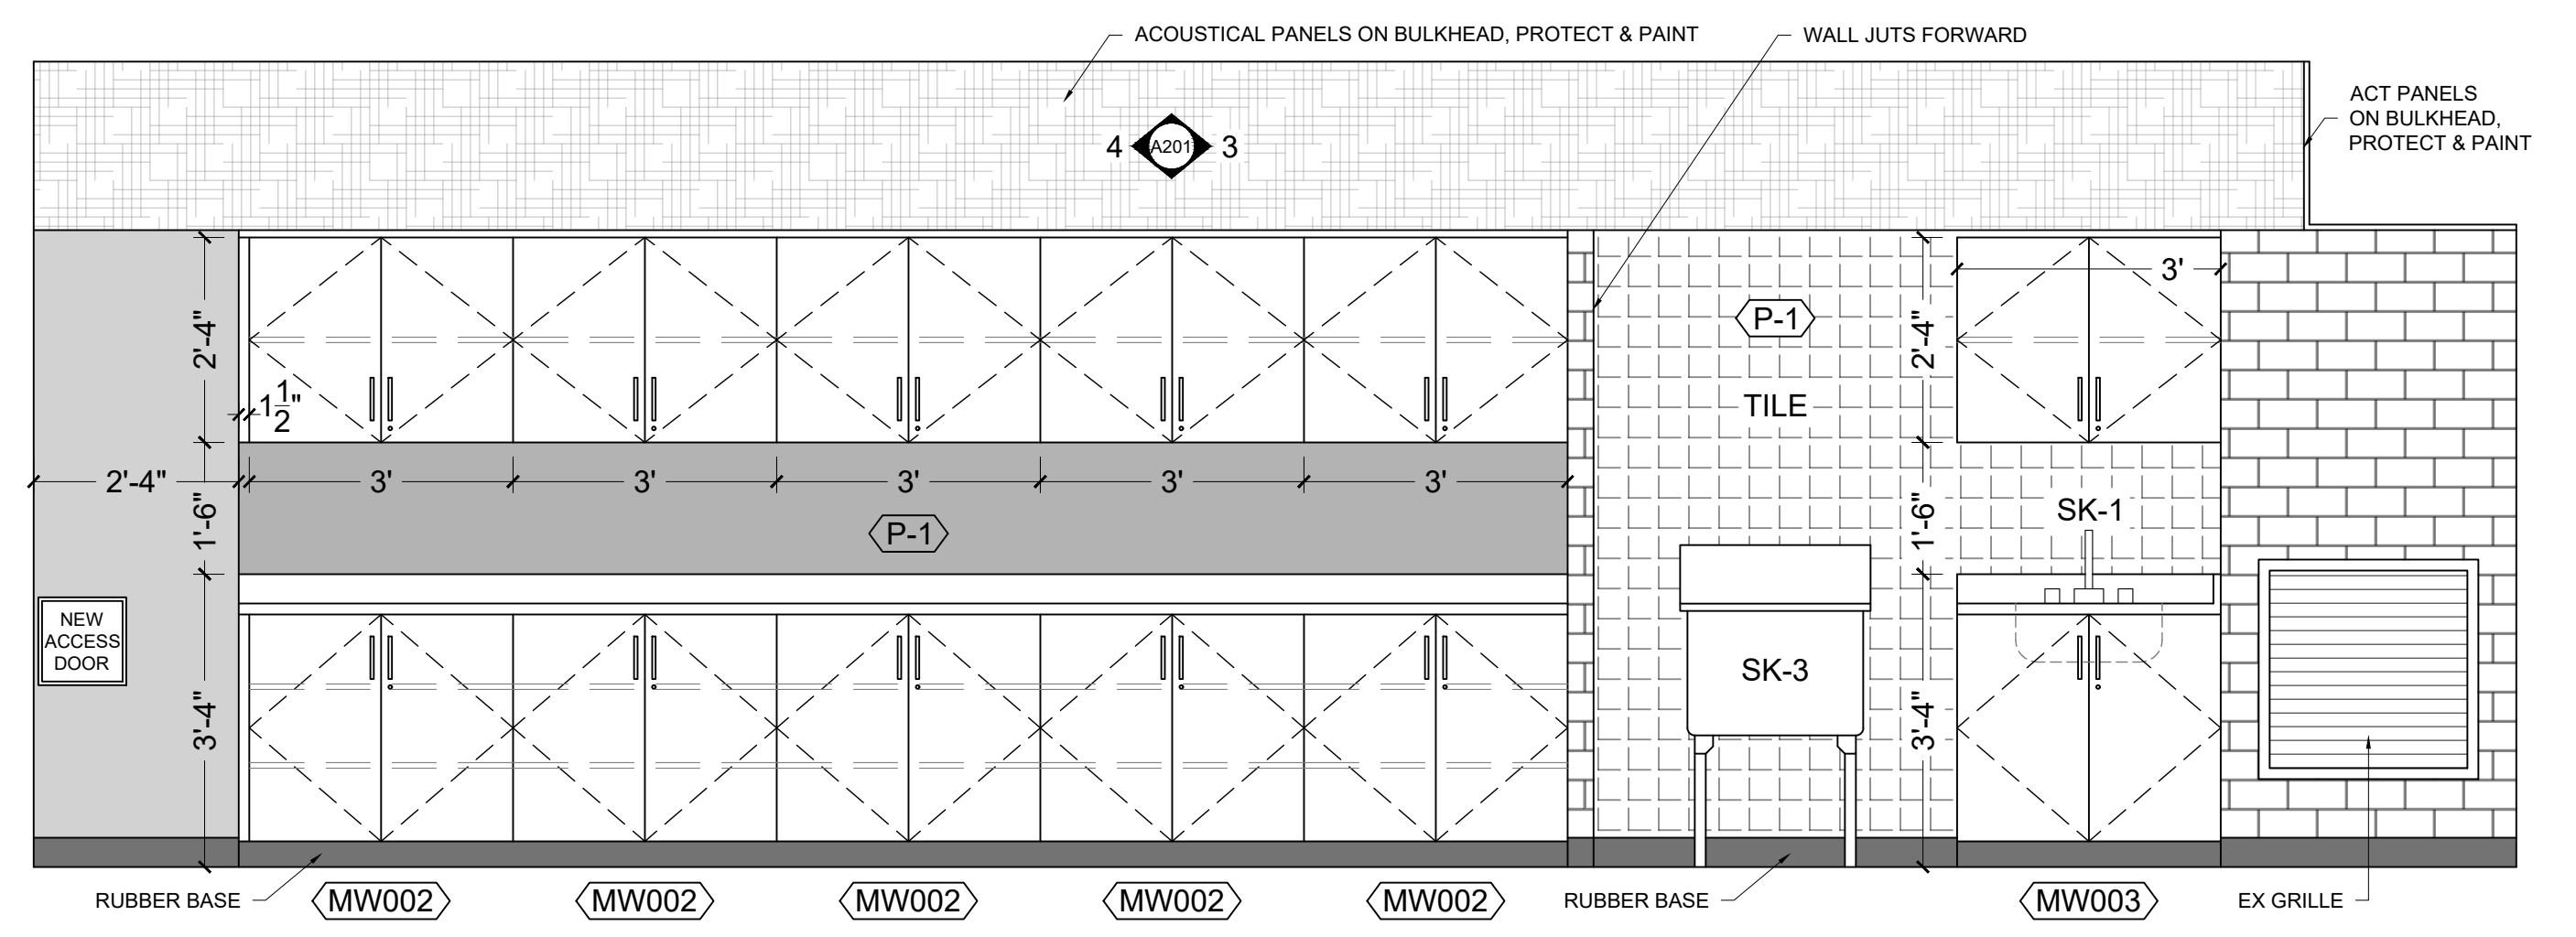 ACOUSTICAL PANELS ON BULKHEAD, PROTECT & PAINT
WALL JUTS FORWARD
ACT PANELS
ON BULKHEAD,
PROTECT & PAINT
4 A201 3
2'-4"
1 1/2"
2'-4"
1'-6"
3'-4"
3' 3' 3' 3' 3'
P-1
NEW
ACCESS
DOOR
P-1
TILE
SK-3
2'-4"
1'-6"
3'-4"
3'
SK-1
RUBBER BASE
MW002 MW002 MW002 MW002 MW002
RUBBER BASE
MW003
EX GRILLE